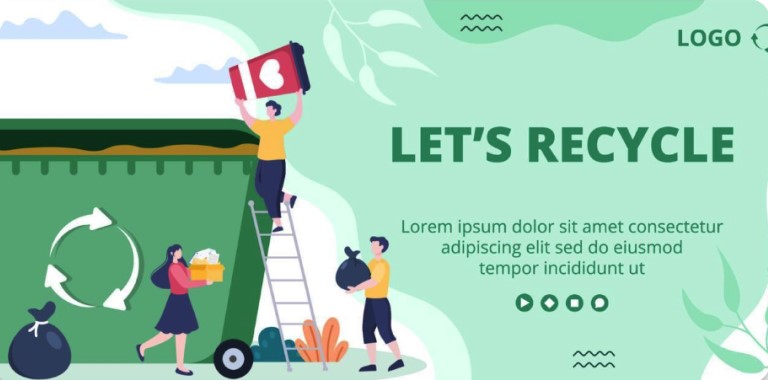 LOGO
LET'S RECYCLE
Lorem ipsum dolor sit amet consectetur
adipiscing elit sed do eiusmod
tempor incididunt ut